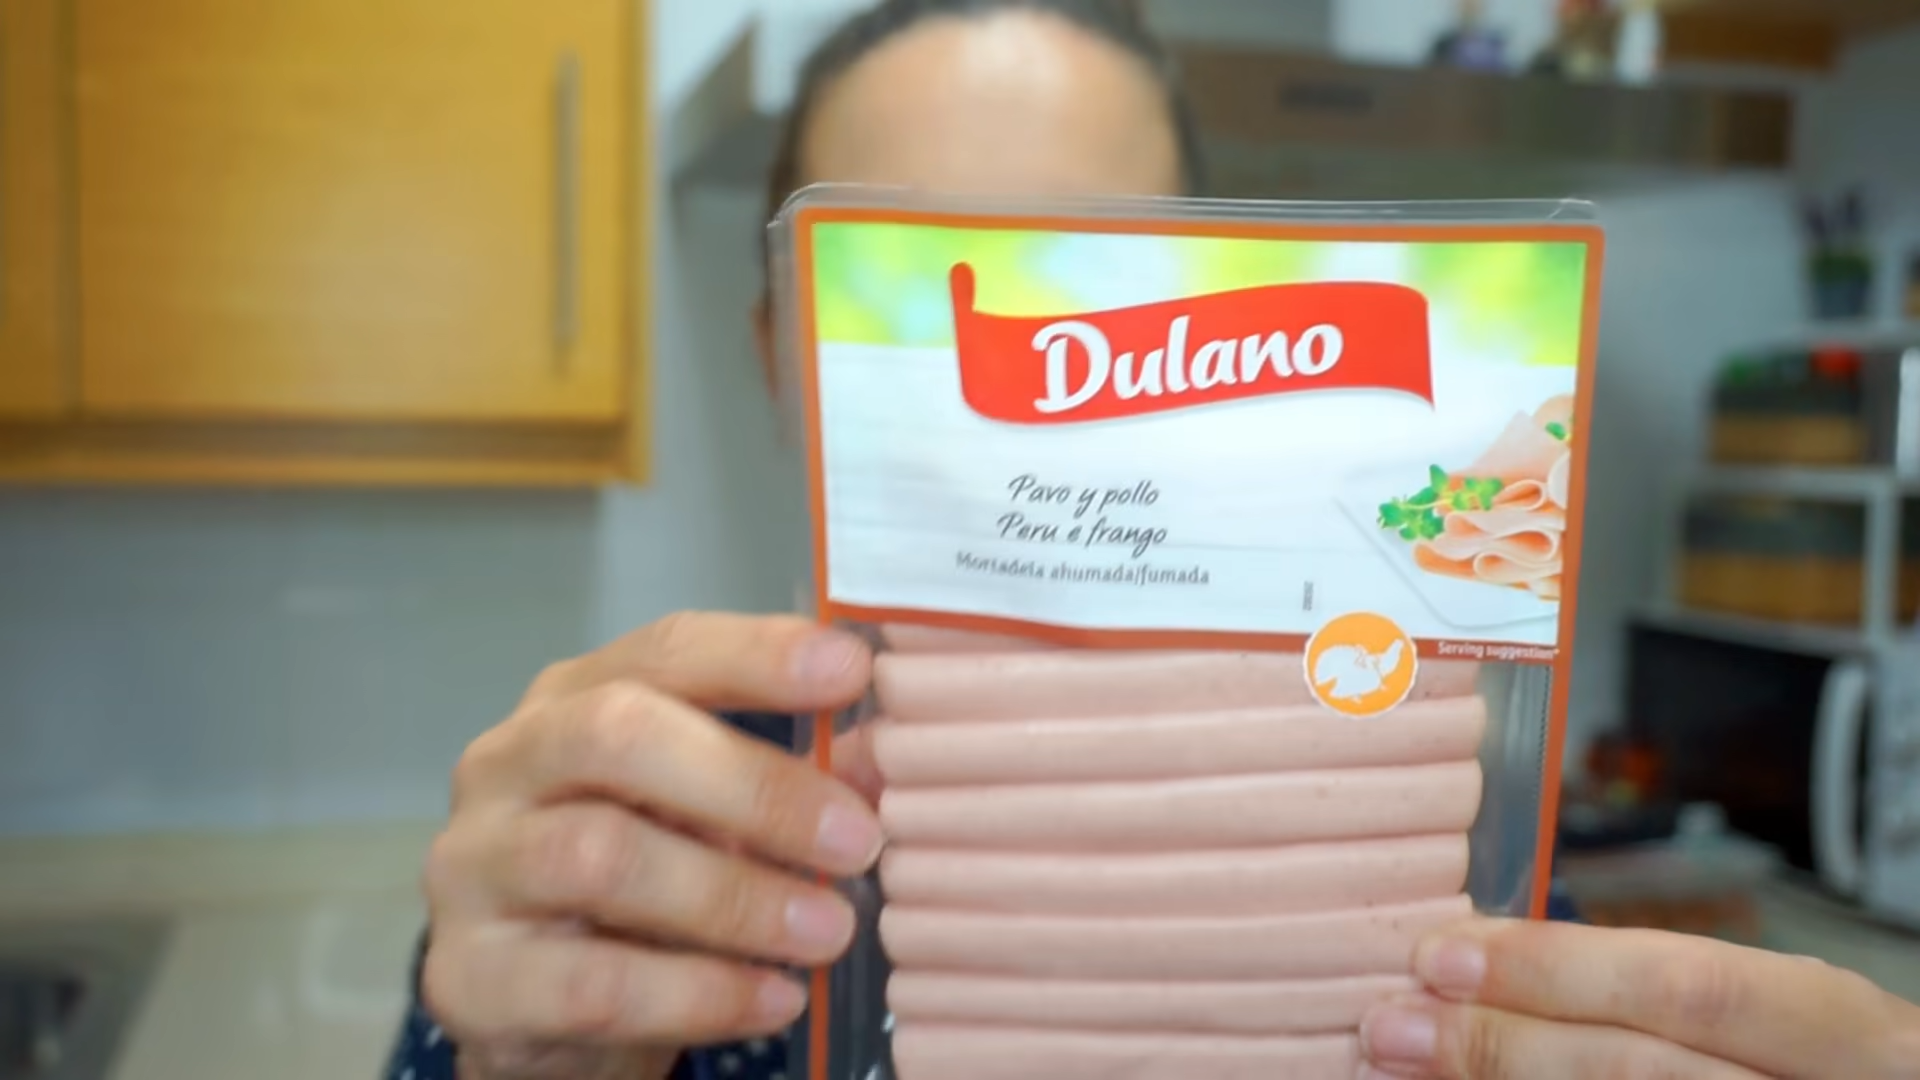 Dulano
Pavo y pollo
Peru e frango
Mortadela ahumada/fumada
Serving suggestion